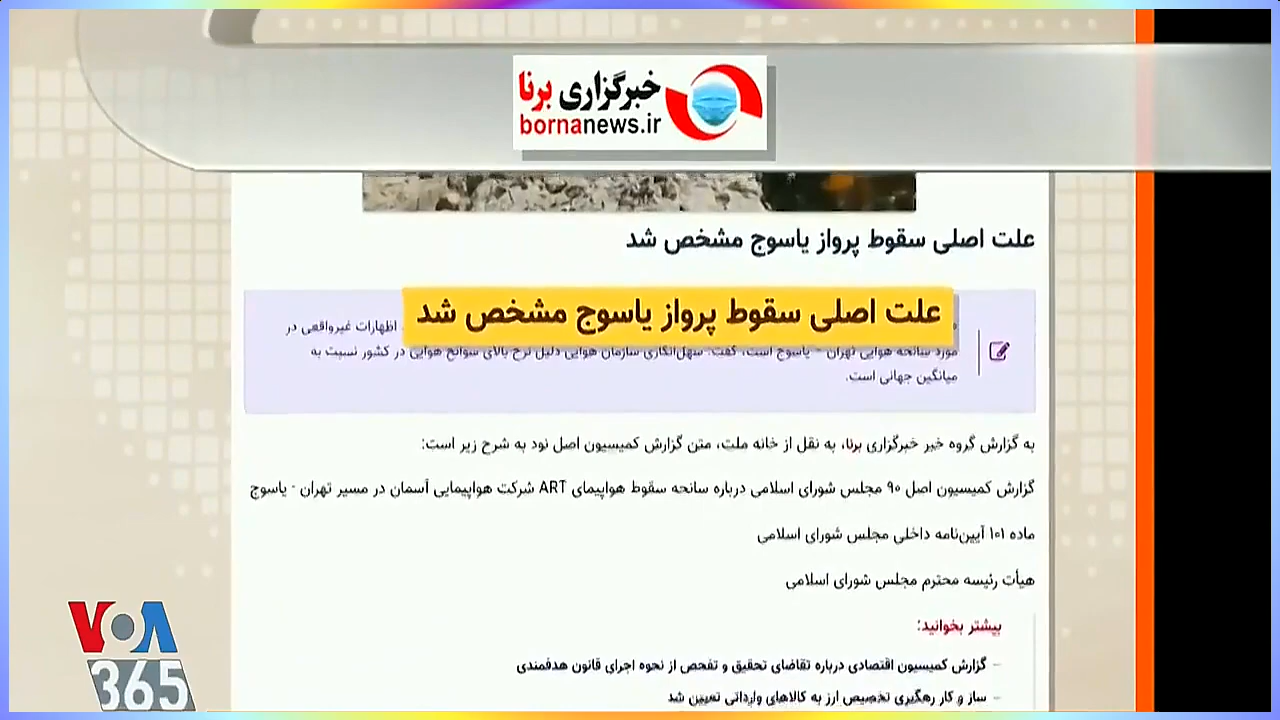 خبرگزاری برنا
bornanews.ir
علت اصلی سقوط پرواز یاسوج مشخص شد
علت اصلی سقوط پرواز یاسوج مشخص شد
اظهارات غیرواقعی در
مورد سانحه هوایی تهران - یاسوج است، گفت: سهل‌انگاری سازمان هوایی دلیل نرخ بالای سوانح هوایی در کشور نسبت به
میانگین جهانی است.
به گزارش گروه خبر خبرگزاری برنا، به نقل از خانه ملت، متن گزارش کمیسیون اصل نود به شرح زیر است:
گزارش کمیسیون اصل ۹۰ مجلس شورای اسلامی درباره سانحه سقوط هواپیمای ART شرکت هواپیمایی آسمان در مسیر تهران - یاسوج
ماده ۱۰۱ آیین‌نامه داخلی مجلس شورای اسلامی
هیأت رئیسه محترم مجلس شورای اسلامی
بیشتر بخوانید:
– گزارش کمیسیون اقتصادی درباره تقاضای تحقیق و تفحص از نحوه اجرای قانون هدفمندی
– ساز و کار رهگیری تخصیص ارز به کالاهای وارداتی تعیین شد
VOA
365